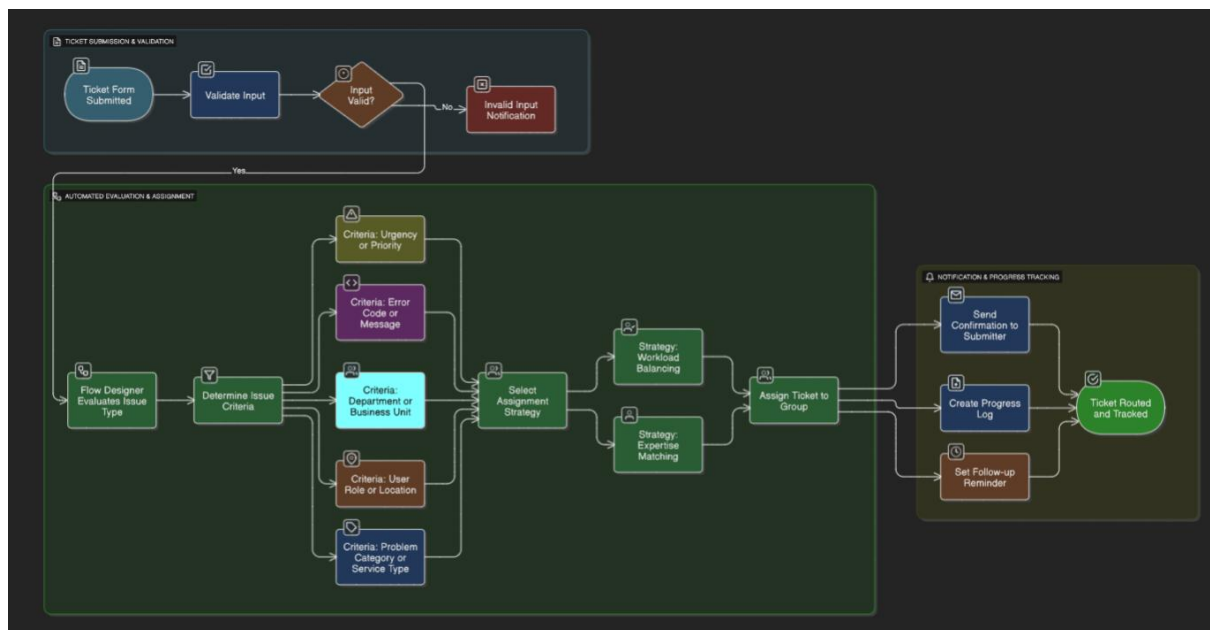 TICKET SUBMISSION & VALIDATION
Ticket Form
Submitted
Validate Input
Input
Valid?
No
Invalid Input
Notification
Yes
AUTOMATED EVALUATION & ASSIGNMENT
Flow Designer
Evaluates Issue
Type
Determine Issue
Criteria
Criteria: Urgency
or Priority
Criteria: Error
Code or
Message
Criteria:
Department or
Business Unit
Criteria: User
Role or Location
Criteria: Problem
Category or
Service Type
Select
Assignment
Strategy
Strategy:
Workload
Balancing
Strategy:
Expertise
Matching
Assign Ticket to
Group
NOTIFICATION & PROGRESS TRACKING
Send
Confirmation to
Submitter
Create Progress
Log
Set Follow-up
Reminder
Ticket Routed
and Tracked